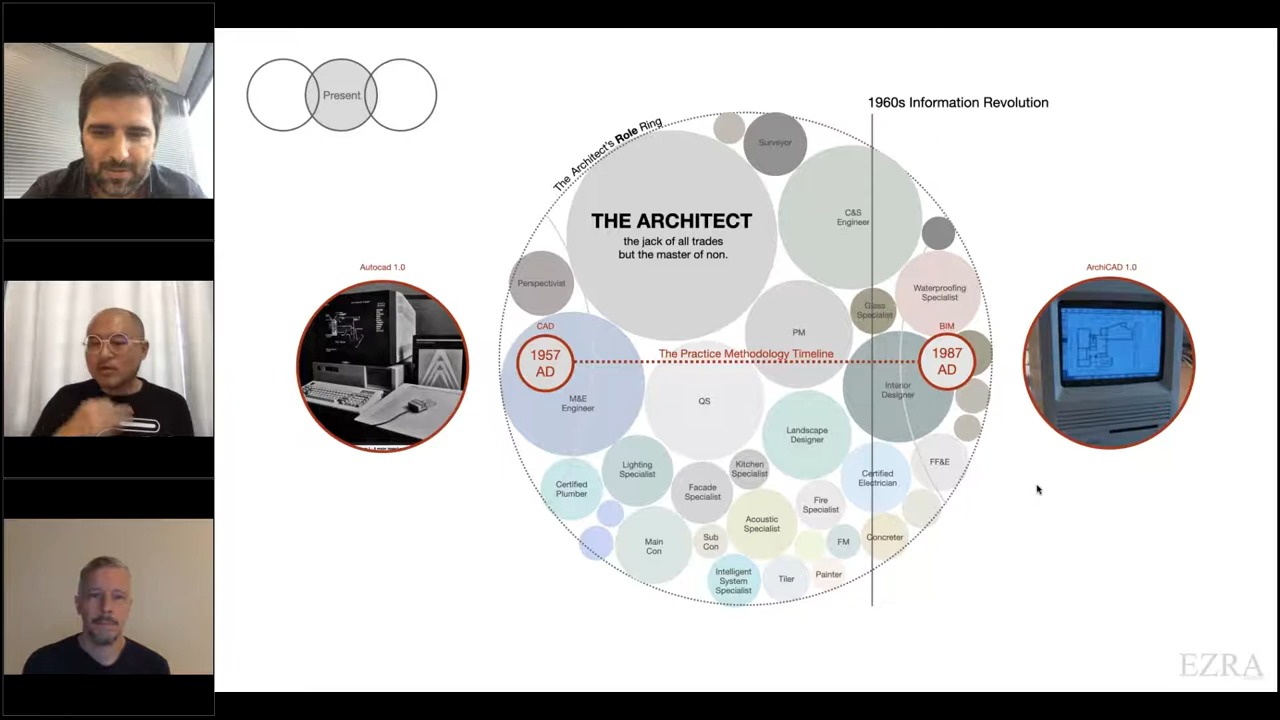 Present
1960s Information Revolution
The Architect's Role Ring
Surveyor
THE ARCHITECT
the jack of all trades
but the master of non.
C&S
Engineer
Autocad 1.0
ArchiCAD 1.0
Perspectivist
Waterproofing
Specialist
Glass
Specialist
CAD
PM
BIM
1957
AD
The Practice Methodology Timeline
1987
AD
M&E
Engineer
QS
Interior
Designer
Landscape
Designer
Lighting
Specialist
Kitchen
Specialist
FF&E
Certified
Electrician
Certified
Plumber
Facade
Specialist
Fire
Specialist
Acoustic
Specialist
Main
Con
Sub
Con
FM
Concreter
Intelligent
System
Specialist
Tiler
Painter
EZRA